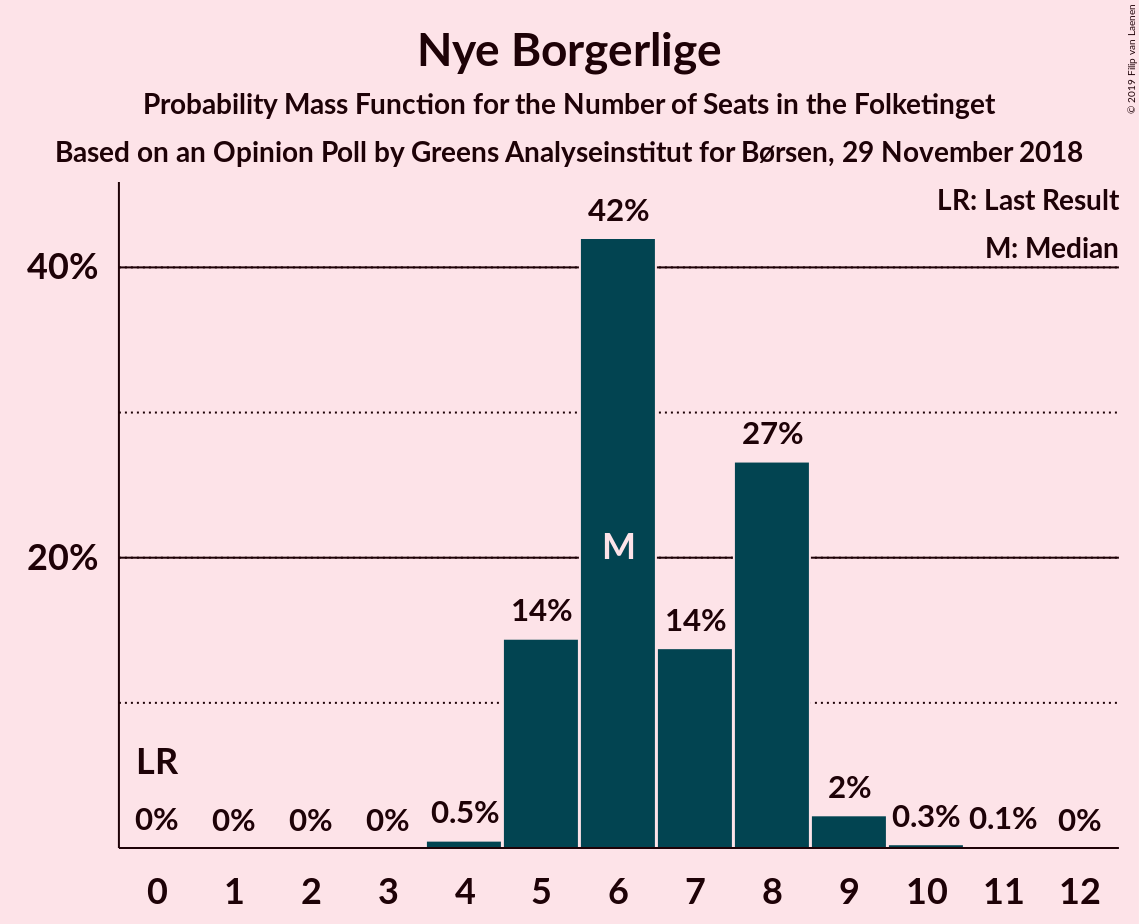 Nye Borgerlige
Probability Mass Function for the Number of Seats in the Folketinget
Based on an Opinion Poll by Greens Analyseinstitut for Børsen, 29 November 2018
© 2019 Filip van Laenen
LR: Last Result
M: Median
40%
20%
LR
0%
0%
0%
0%
0.5%
14%
42%
M
14%
27%
2%
0.3%
0.1%
0%
0 1 2 3 4 5 6 7 8 9 10 11 12